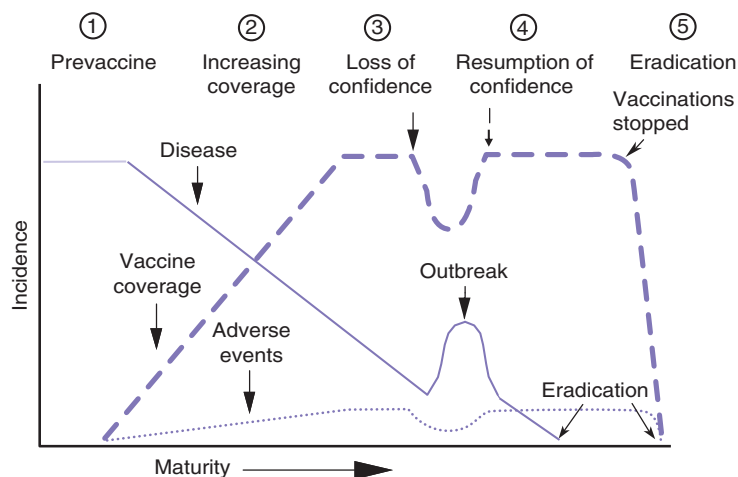 ① ② ③ ④ ⑤
Prevaccine
Increasing
coverage
Loss of
confidence
Resumption of
confidence
Eradication
Vaccinations
stopped
Disease
Vaccine
coverage
Outbreak
Adverse
events
Eradication
Incidence
Maturity